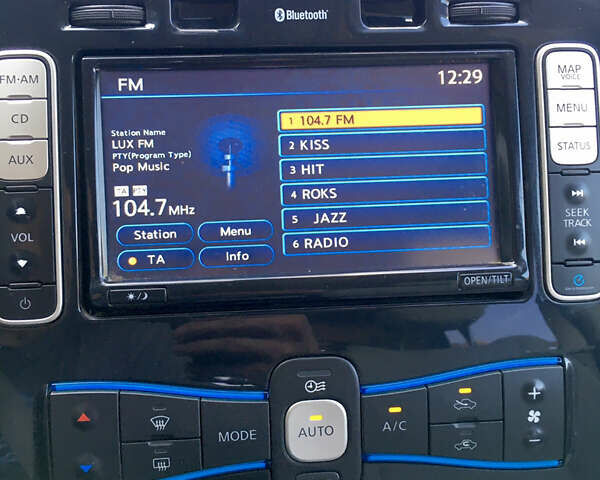 Bluetooth
FM·AM
CD
AUX
VOL
FM
12:29
Station Name
LUX FM
PTY(Program Type)
Pop Music
TA PTY
104.7MHz
Station
Menu
TA
Info
1 104.7 FM
2 KISS
3 HIT
4 ROKS
5 JAZZ
6 RADIO
MAP
VOICE
MENU
STATUS
SEEK
TRACK
OPEN/TILT
MODE
AUTO
A/C